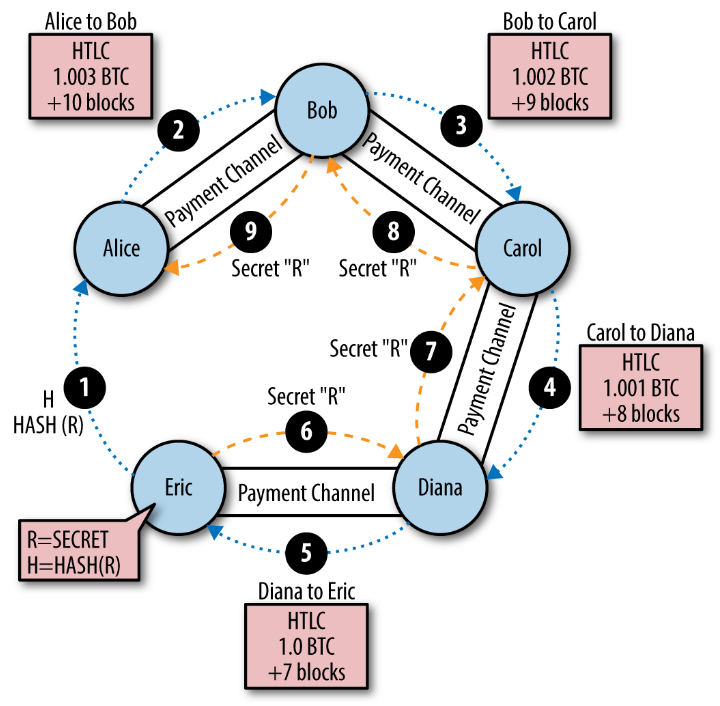 Alice to Bob
HTLC
1.003 BTC
+10 blocks
Bob to Carol
HTLC
1.002 BTC
+9 blocks
2
Bob
3
Payment Channel
Payment Channel
Alice
9
Secret "R"
8
Secret "R"
Carol
Secret "R"
7
Payment Channel
Carol to Diana
HTLC
1.001 BTC
+8 blocks
4
1
H
HASH (R)
Secret "R"
6
Eric
Payment Channel
Diana
R=SECRET
H=HASH(R)
5
Diana to Eric
HTLC
1.0 BTC
+7 blocks